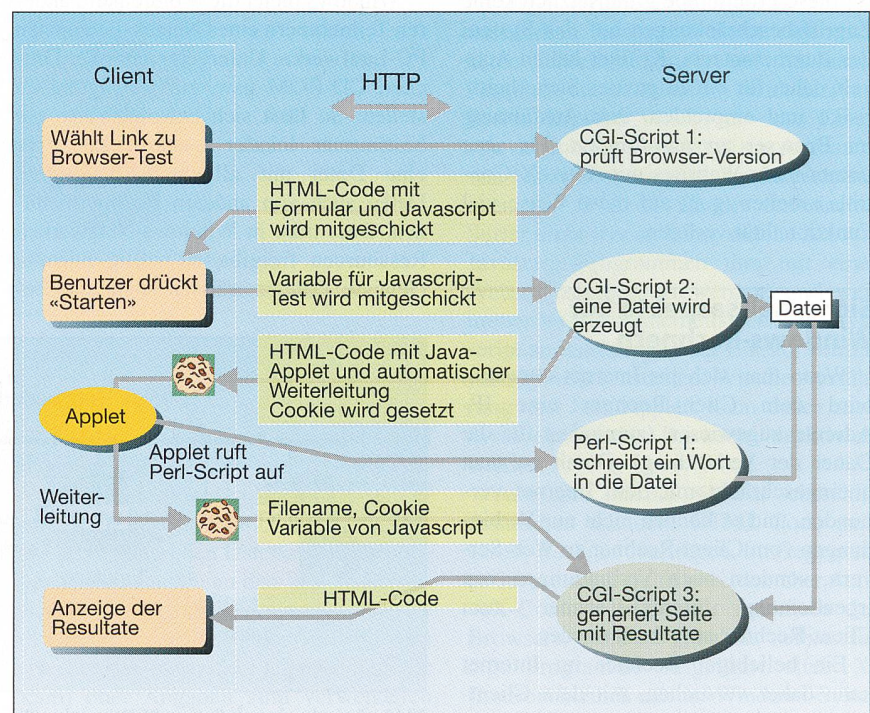 Client
HTTP
Server
Wählt Link zu
Browser-Test
CGI-Script 1:
prüft Browser-Version
HTML-Code mit
Formular und Javascript
wird mitgeschickt
Benutzer drückt
«Starten»
Variable für Javascript-
Test wird mitgeschickt
CGI-Script 2:
eine Datei wird
erzeugt
Datei
HTML-Code mit Java-
Applet und automatischer
Weiterleitung
Cookie wird gesetzt
Applet
Applet ruft
Perl-Script auf
Perl-Script 1:
schreibt ein Wort
in die Datei
Weiter-
leitung
Filename, Cookie
Variable von Javascript
Anzeige der
Resultate
HTML-Code
CGI-Script 3:
generiert Seite
mit Resultate